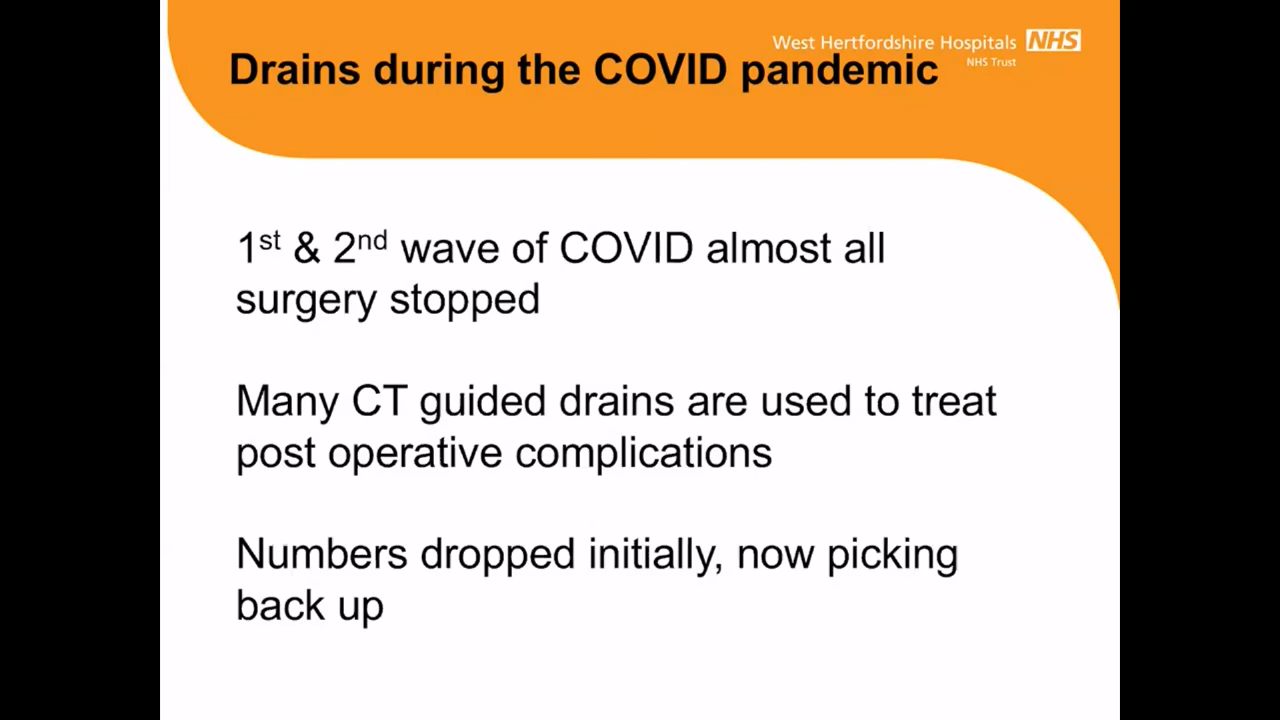 West Hertfordshire Hospitals NHS
NHS Trust
Drains during the COVID pandemic
1st & 2nd wave of COVID almost all
surgery stopped
Many CT guided drains are used to treat
post operative complications
Numbers dropped initially, now picking
back up